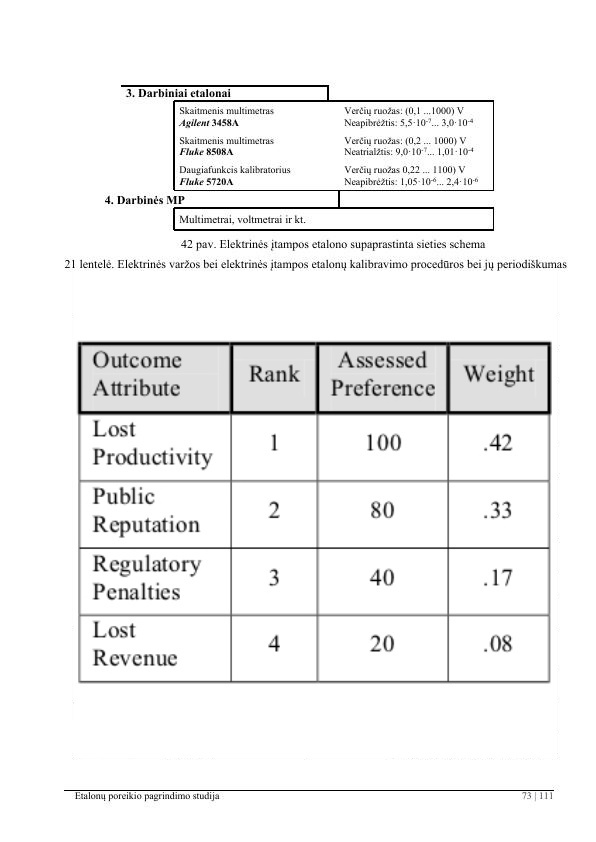 3. Darbiniai etalonai
Skaitmenis multimetras Verčių ruožas: (0,1 ...1000) V
Agilent 3458A Neapibrėžtis: 5,5·10⁻⁷... 3,0·10⁻⁴
Skaitmenis multimetras Verčių ruožas: (0,2 ... 1000) V
Fluke 8508A Neatrialžtis: 9,0·10⁻⁷... 1,01·10⁻⁴
Daugiafunkcis kalibratorius Verčių ruožas 0,22 ... 1100) V
Fluke 5720A Neapibrėžtis: 1,05·10⁻⁶... 2,4·10⁻⁶
4. Darbinės MP
Multimetrai, voltmetrai ir kt.
42 pav. Elektrinės įtampos etalono supaprastinta sieties schema
21 lentelė. Elektrinės varžos bei elektrinės įtampos etalonų kalibravimo procedūros bei jų periodiškumas
Outcome Attribute Rank Assessed Preference Weight
Lost Productivity 1 100 .42
Public Reputation 2 80 .33
Regulatory Penalties 3 40 .17
Lost Revenue 4 20 .08
Etalonų poreikio pagrindimo studija 73 | 111